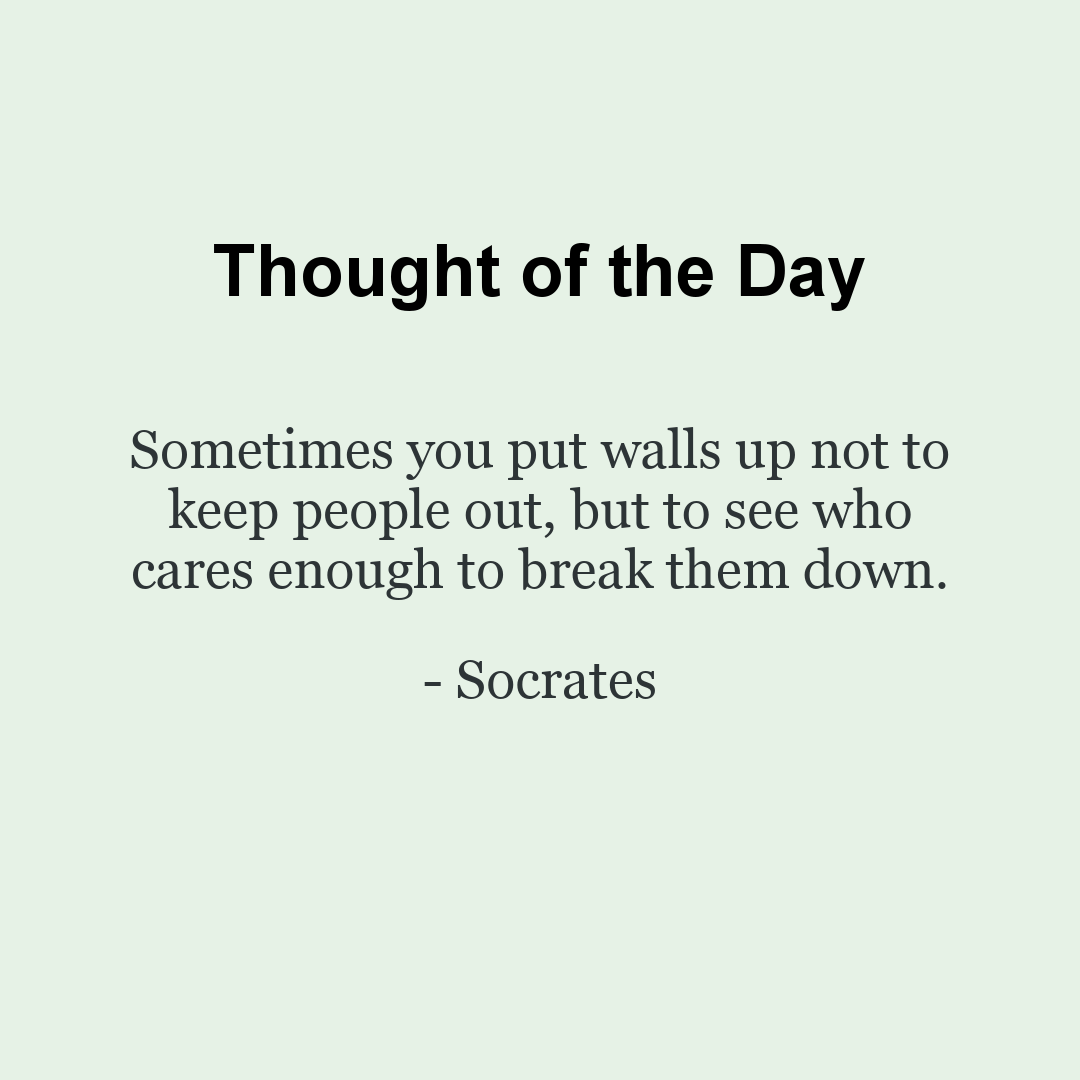 Thought of the Day
Sometimes you put walls up not to
keep people out, but to see who
cares enough to break them down.
- Socrates